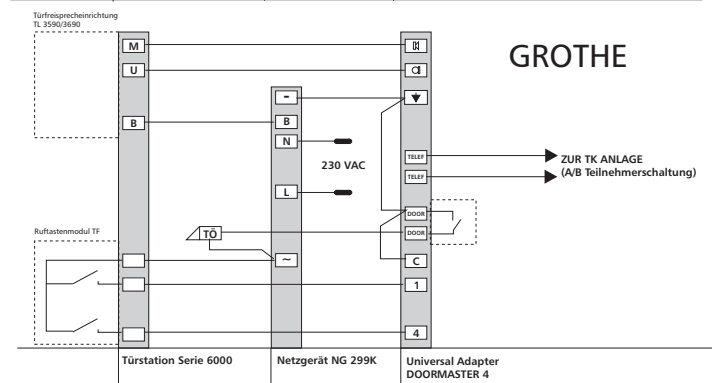 Türfreisprecheinrichtung
TL 3590/3690
GROTHE
M
U
B
-
B
N
L
~
230 VAC
TELEF
TELEF
ZUR TK ANLAGE
(A/B Teilnehmerschaltung)
DOOR
DOOR
C
1
4
Ruftastenmodul TF
TÖ
Türstation Serie 6000
Netzgerät NG 299K
Universal Adapter
DOORMASTER 4